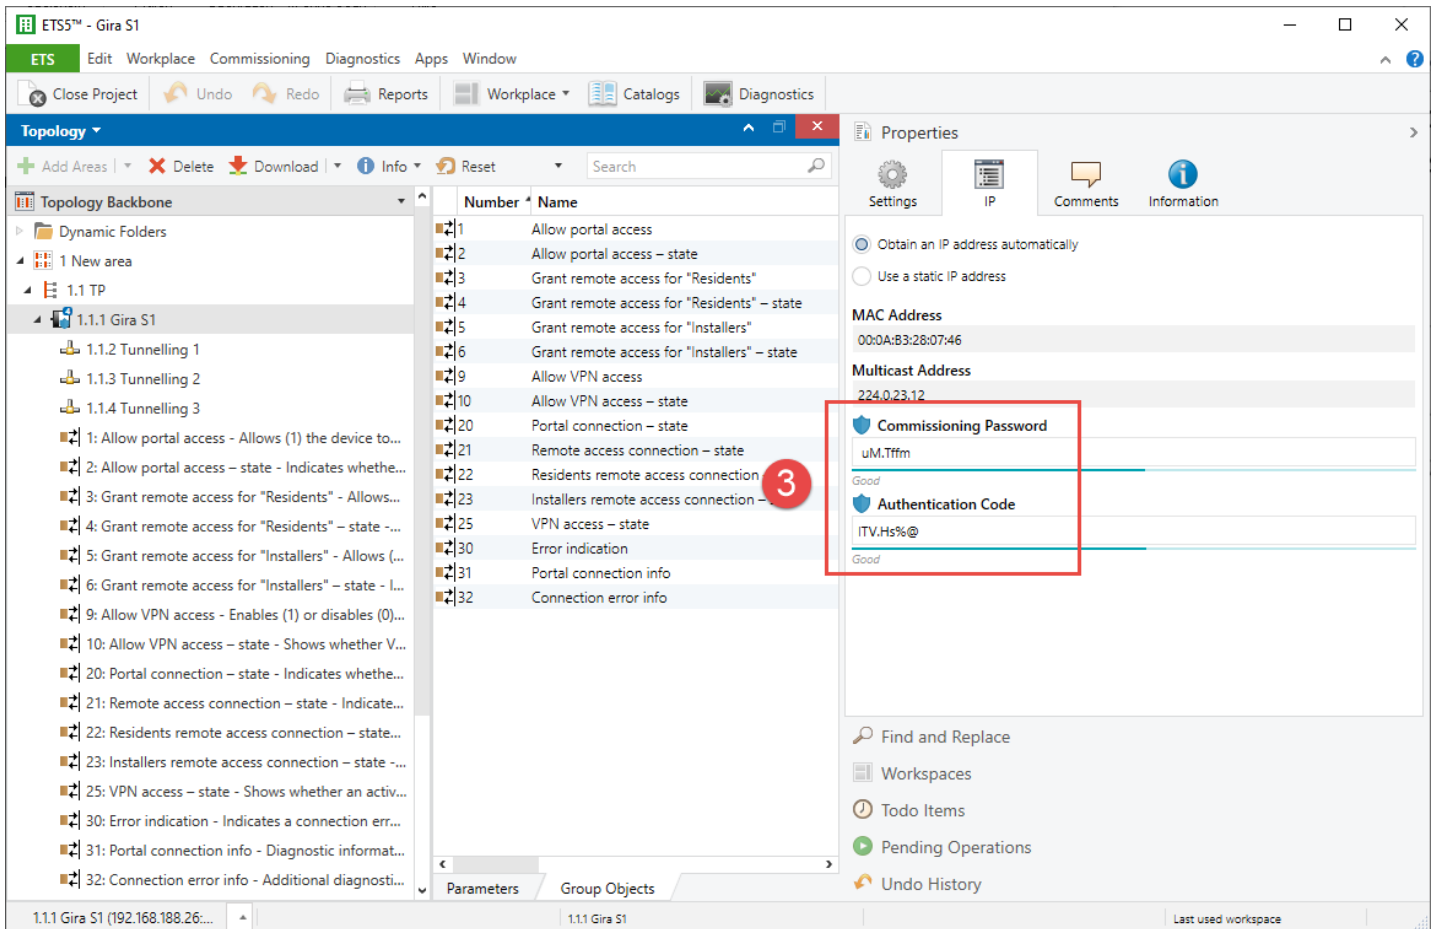 ETS5™ - Gira S1
ETS Edit Workplace Commissioning Diagnostics Apps Window
Close Project Undo Redo Reports Workplace Catalogs Diagnostics
Topology
Add Areas Delete Download Info Reset Search
Topology Backbone
Dynamic Folders
1 New area
1.1 TP
1.1.1 Gira S1
1.1.2 Tunnelling 1
1.1.3 Tunnelling 2
1.1.4 Tunnelling 3
1: Allow portal access - Allows (1) the device to...
2: Allow portal access – state - Indicates whethe...
3: Grant remote access for "Residents" - Allows...
4: Grant remote access for "Residents" – state -...
5: Grant remote access for "Installers" - Allows (...
6: Grant remote access for "Installers" – state - I...
9: Allow VPN access - Enables (1) or disables (0)...
10: Allow VPN access – state - Shows whether V...
20: Portal connection – state - Indicates whethe...
21: Remote access connection – state - Indicate...
22: Residents remote access connection – state...
23: Installers remote access connection – state -...
25: VPN access – state - Shows whether an activ...
30: Error indication - Indicates a connection err...
31: Portal connection info - Diagnostic informat...
32: Connection error info - Additional diagnosti...
Number Name
1 Allow portal access
2 Allow portal access – state
3 Grant remote access for "Residents"
4 Grant remote access for "Residents" – state
5 Grant remote access for "Installers"
6 Grant remote access for "Installers" – state
9 Allow VPN access
10 Allow VPN access – state
20 Portal connection – state
21 Remote access connection – state
22 Residents remote access connection
23 Installers remote access connection –
25 VPN access – state
30 Error indication
31 Portal connection info
32 Connection error info
Parameters Group Objects
3
Properties
Settings IP Comments Information
Obtain an IP address automatically
Use a static IP address
MAC Address
00:0A:B3:28:07:46
Multicast Address
224.0.23.12
Commissioning Password
uM.Tffm
Good
Authentication Code
ITV.Hs%@
Good
Find and Replace
Workspaces
Todo Items
Pending Operations
Undo History
1.1.1 Gira S1 (192.168.188.26:... 1.1.1 Gira S1 Last used workspace